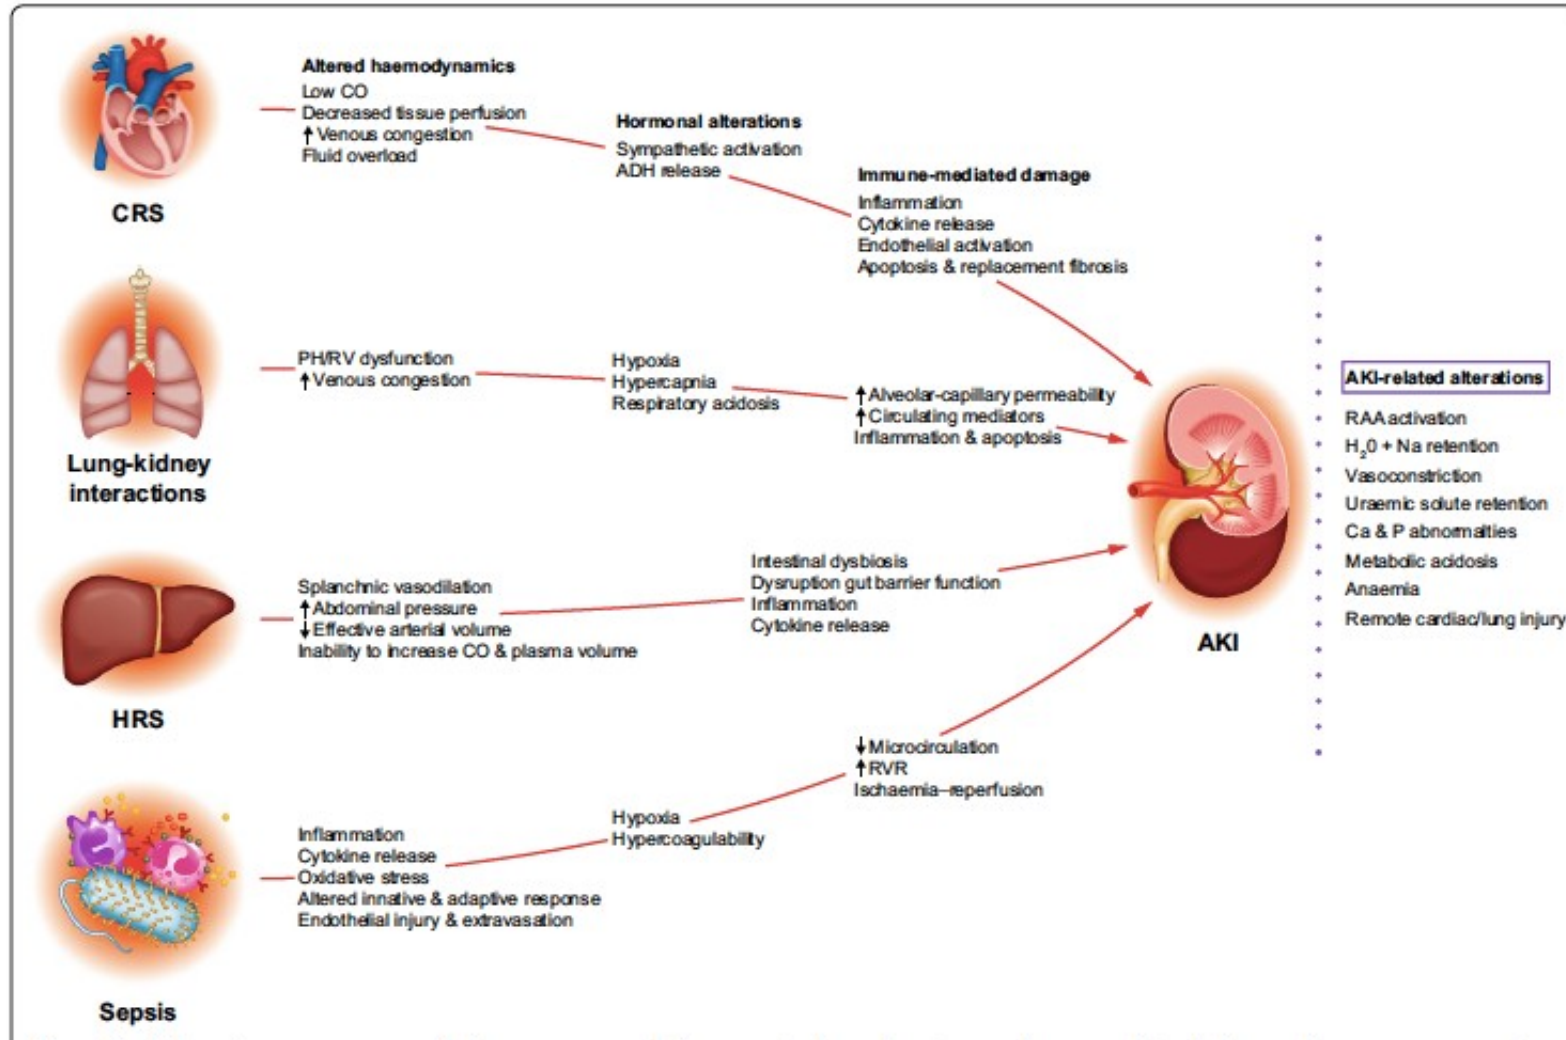 Altered haemodynamics
Low CO
Decreased tissue perfusion
↑Venous congestion
Fluid overload
CRS
Hormonal alterations
Sympathetic activation
ADH release
Immune-mediated damage
Inflammation
Cytokine release
Endothelial activation
Apoptosis & replacement fibrosis
PH/RV dysfunction
↑Venous congestion
Hypoxia
Hypercapnia
Respiratory acidosis
↑Alveolar-capillary permeability
↑Circulating mediators
Inflammation & apoptosis
Lung-kidney
interactions
Splanchnic vasodilation
↑Abdominal pressure
↓Effective arterial volume
Inability to increase CO & plasma volume
HRS
Intestinal dysbiosis
Dysruption gut barrier function
Inflammation
Cytokine release
Inflammation
Cytokine release
Oxidative stress
Altered innative & adaptive response
Endothelial injury & extravasation
Sepsis
Hypoxia
Hypercoagulability
↓Microcirculation
↑RVR
Ischaemia–reperfusion
AKI
AKI-related alterations
RAA activation
H₂0 + Na retention
Vasoconstriction
Uraemic solute retention
Ca & P abnormalties
Metabolic acidosis
Anaemia
Remote cardiac/lung injury